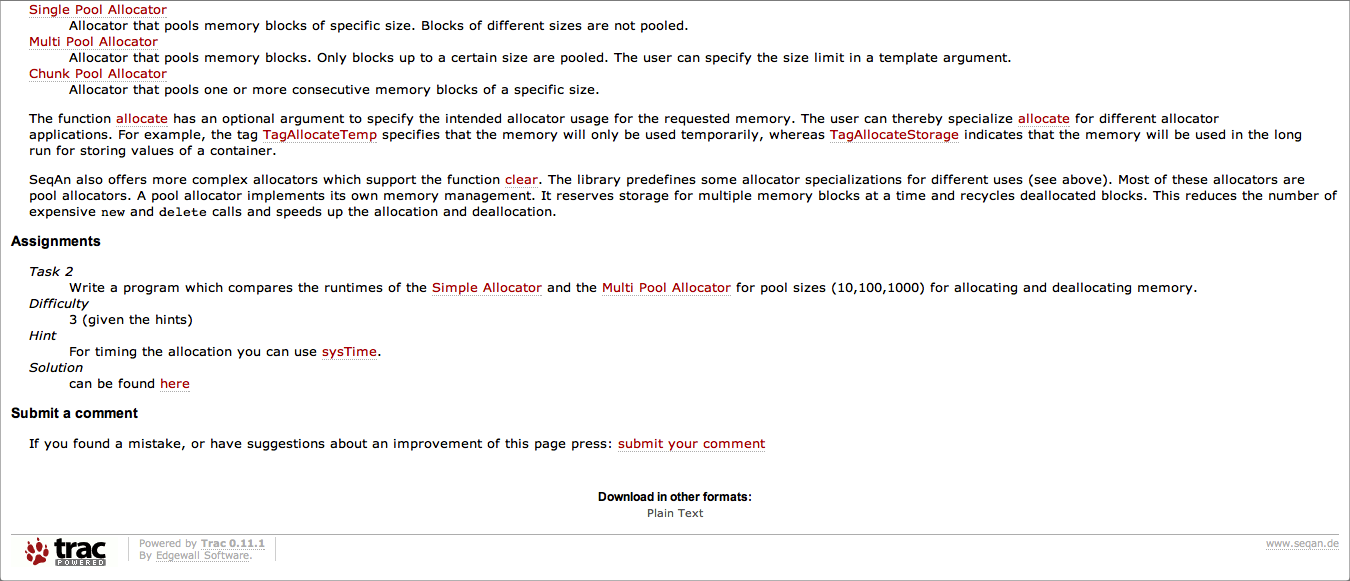 Single Pool Allocator
Allocator that pools memory blocks of specific size. Blocks of different sizes are not pooled.
Multi Pool Allocator
Allocator that pools memory blocks. Only blocks up to a certain size are pooled. The user can specify the size limit in a template argument.
Chunk Pool Allocator
Allocator that pools one or more consecutive memory blocks of a specific size.
The function allocate has an optional argument to specify the intended allocator usage for the requested memory. The user can thereby specialize allocate for different allocator
applications. For example, the tag TagAllocateTemp specifies that the memory will only be used temporarily, whereas TagAllocateStorage indicates that the memory will be used in the long
run for storing values of a container.
SeqAn also offers more complex allocators which support the function clear. The library predefines some allocator specializations for different uses (see above). Most of these allocators are
pool allocators. A pool allocator implements its own memory management. It reserves storage for multiple memory blocks at a time and recycles deallocated blocks. This reduces the number of
expensive new and delete calls and speeds up the allocation and deallocation.
Assignments
Task 2
Write a program which compares the runtimes of the Simple Allocator and the Multi Pool Allocator for pool sizes (10,100,1000) for allocating and deallocating memory.
Difficulty
3 (given the hints)
Hint
For timing the allocation you can use sysTime.
Solution
can be found here
Submit a comment
If you found a mistake, or have suggestions about an improvement of this page press: submit your comment
Download in other formats:
Plain Text
trac
POWERED
Powered by Trac 0.11.1
By Edgewall Software.
www.seqan.de